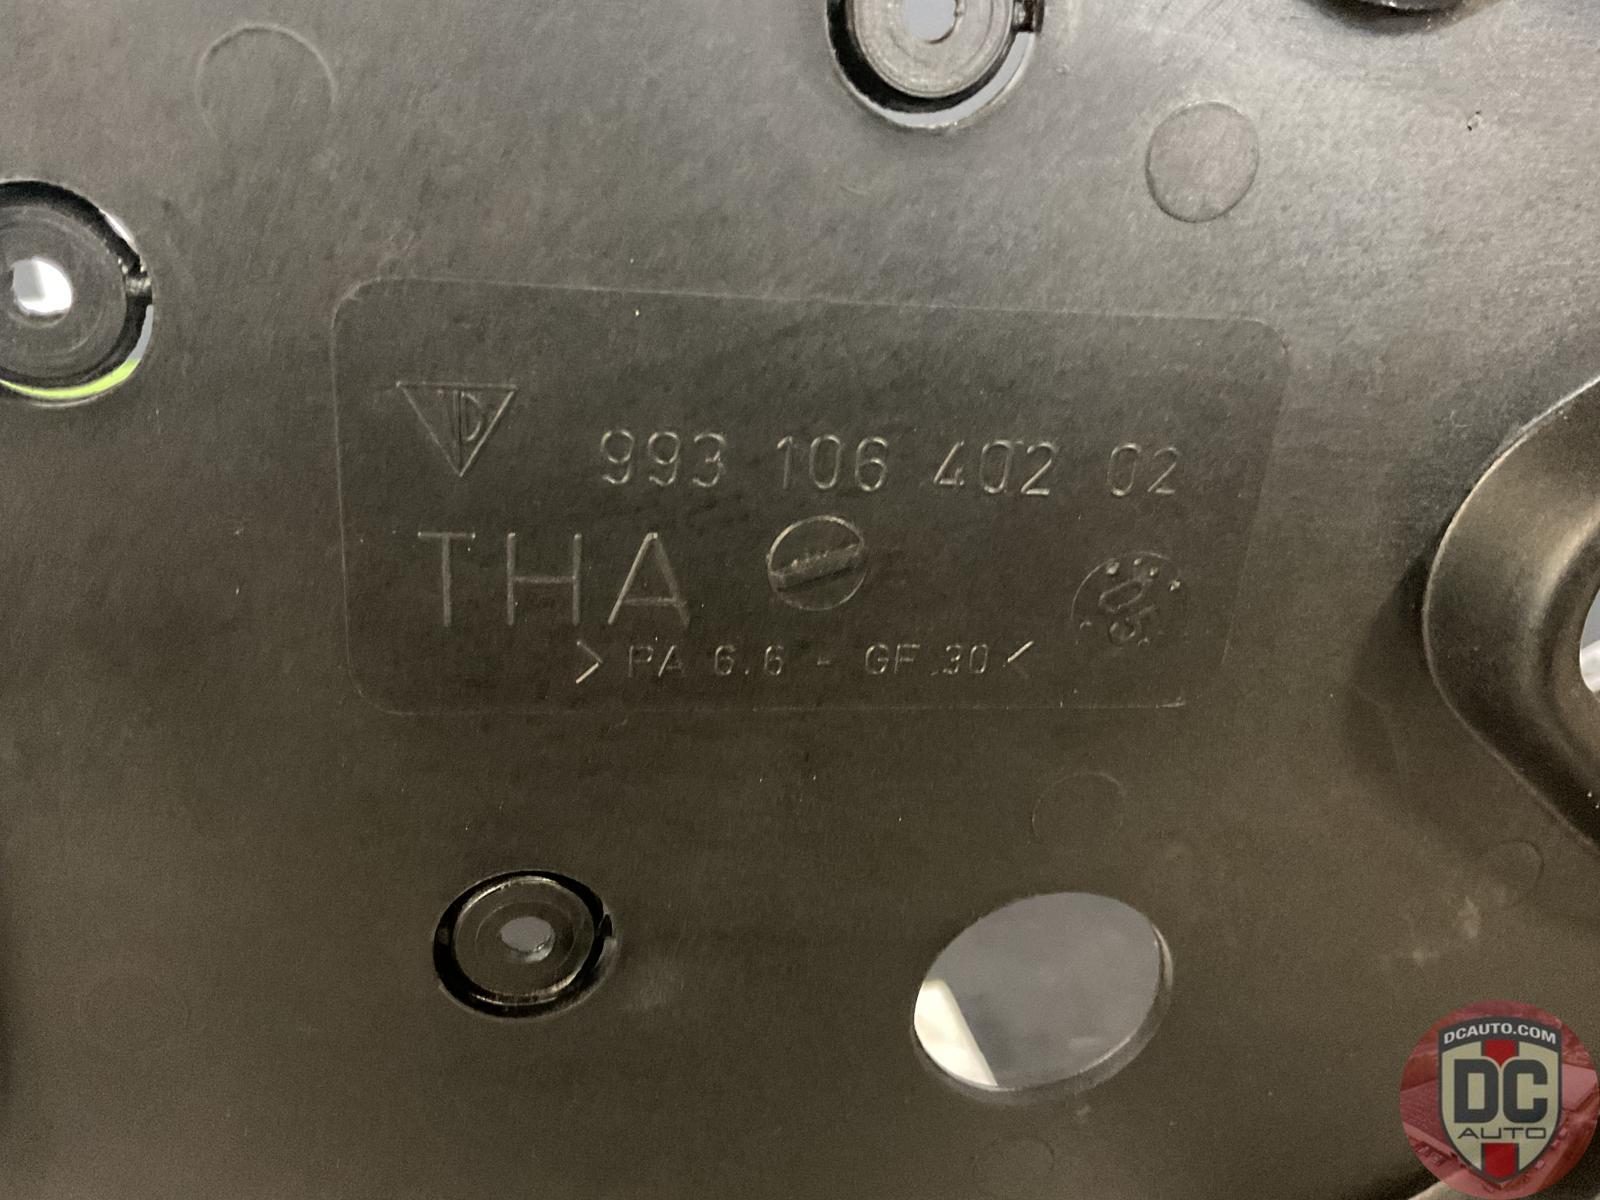 993 106 402 02
THA
>PA 6.6 - GF 30<
DCAUTO.COM
DC
AUTO